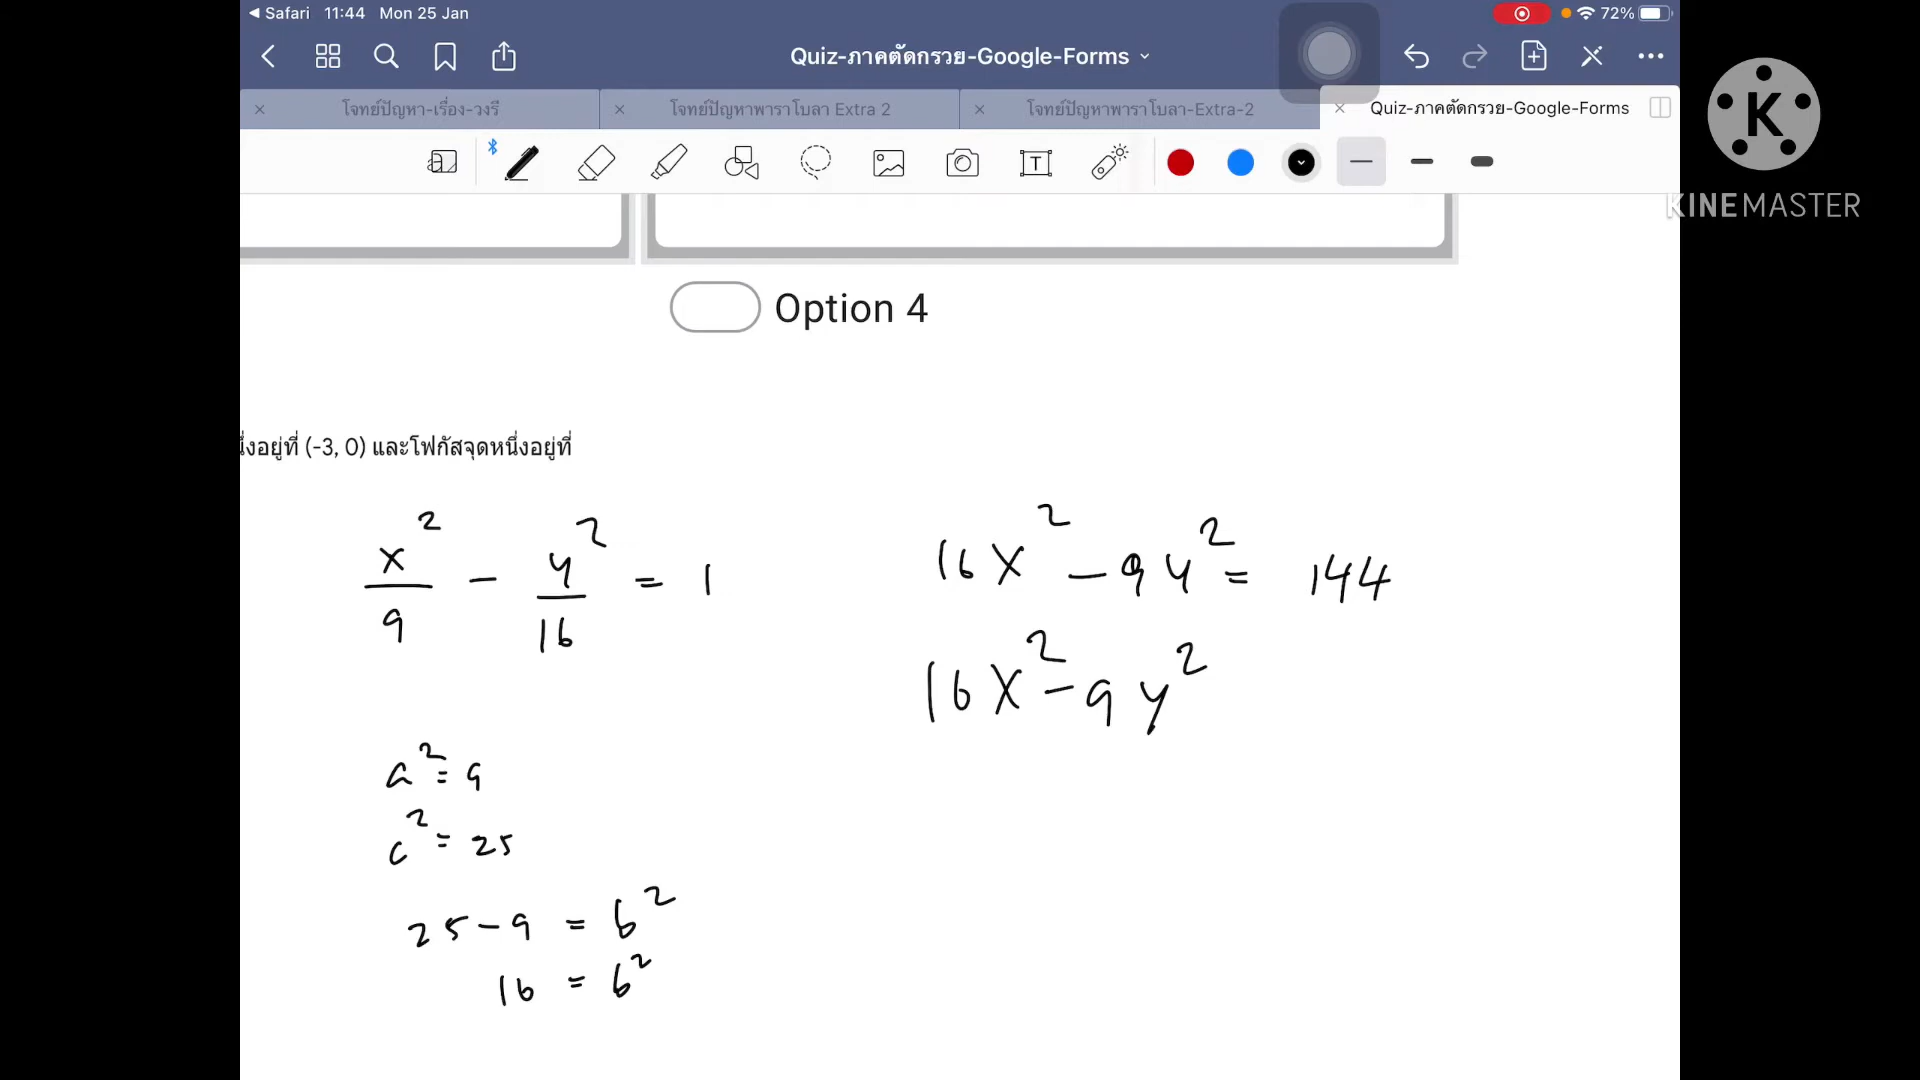 Safari 11:44 Mon 25 Jan 72%
Quiz-ภาคตัดกรวย-Google-Forms
โจทย์ปัญหา-เรื่อง-วงรี
โจทย์ปัญหาพาราโบลา Extra 2
โจทย์ปัญหาพาราโบลา-Extra-2
Quiz-ภาคตัดกรวย-Google-Forms
K
KINEMASTER
T
Option 4
อยู่ที่ (-3, 0) และโฟกัสจุดหนึ่งอยู่ที่
x²/9 - y²/16 = 1
a² = 9
c² = 25
25 - 9 = b²
16 = b²
16x² - 9y² = 144
16x² - 9y²